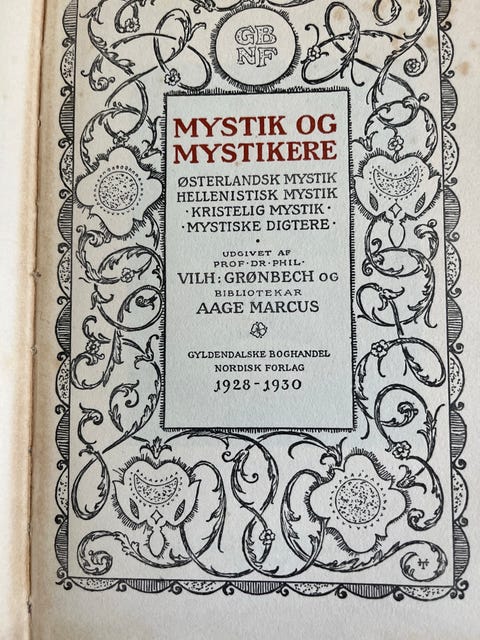 GB
NF
MYSTIK OG
MYSTIKERE
ØSTERLANDSK MYSTIK
HELLENISTISK MYSTIK
· KRISTELIG MYSTIK ·
· MYSTISKE DIGTERE ·
UDGIVET AF
PROF · DR · PHIL ·
VILH: GRØNBECH OG
BIBLIOTEKAR
AAGE MARCUS
GYLDENDALSKE BOGHANDEL
NORDISK FORLAG
1928-1930